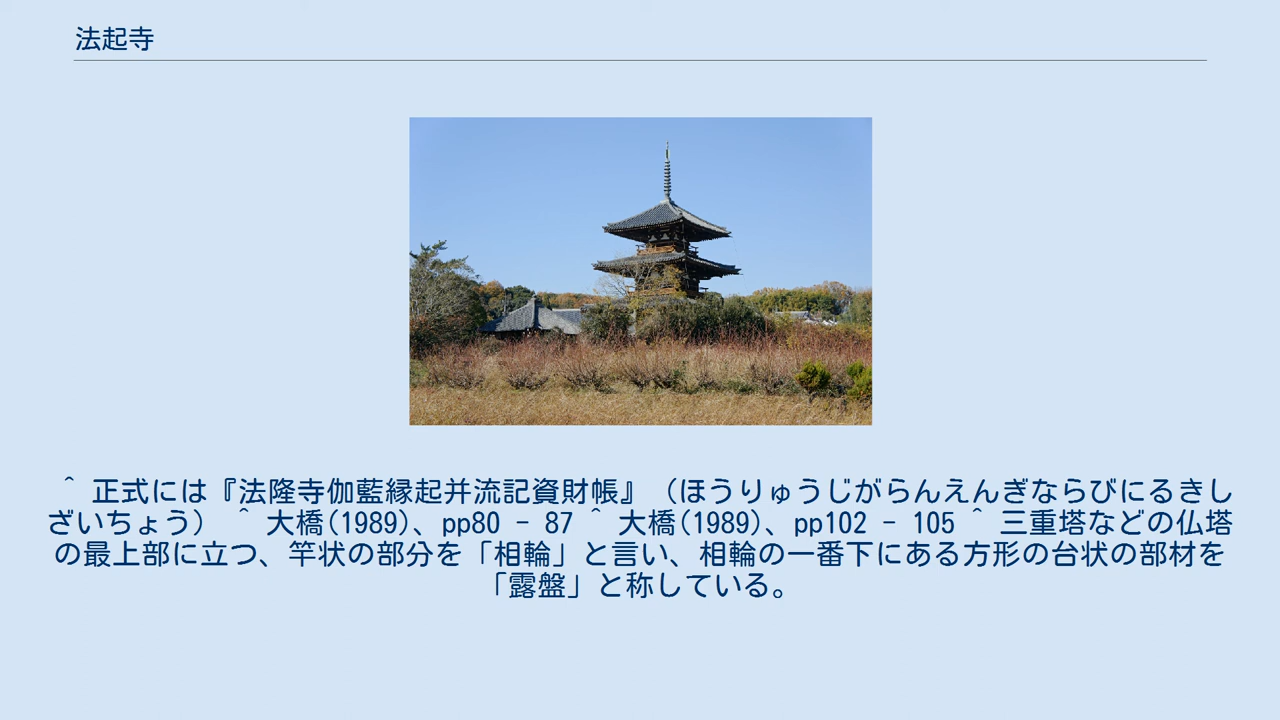 法起寺
^ 正式には『法隆寺伽藍縁起并流記資財帳』（ほうりゅうじがらんえんぎならびにるきし
ざいちょう） ^ 大橋(1989)、pp80 - 87 ^ 大橋(1989)、pp102 - 105 ^ 三重塔などの仏塔
の最上部に立つ、竿状の部分を「相輪」と言い、相輪の一番下にある方形の台状の部材を
「露盤」と称している。